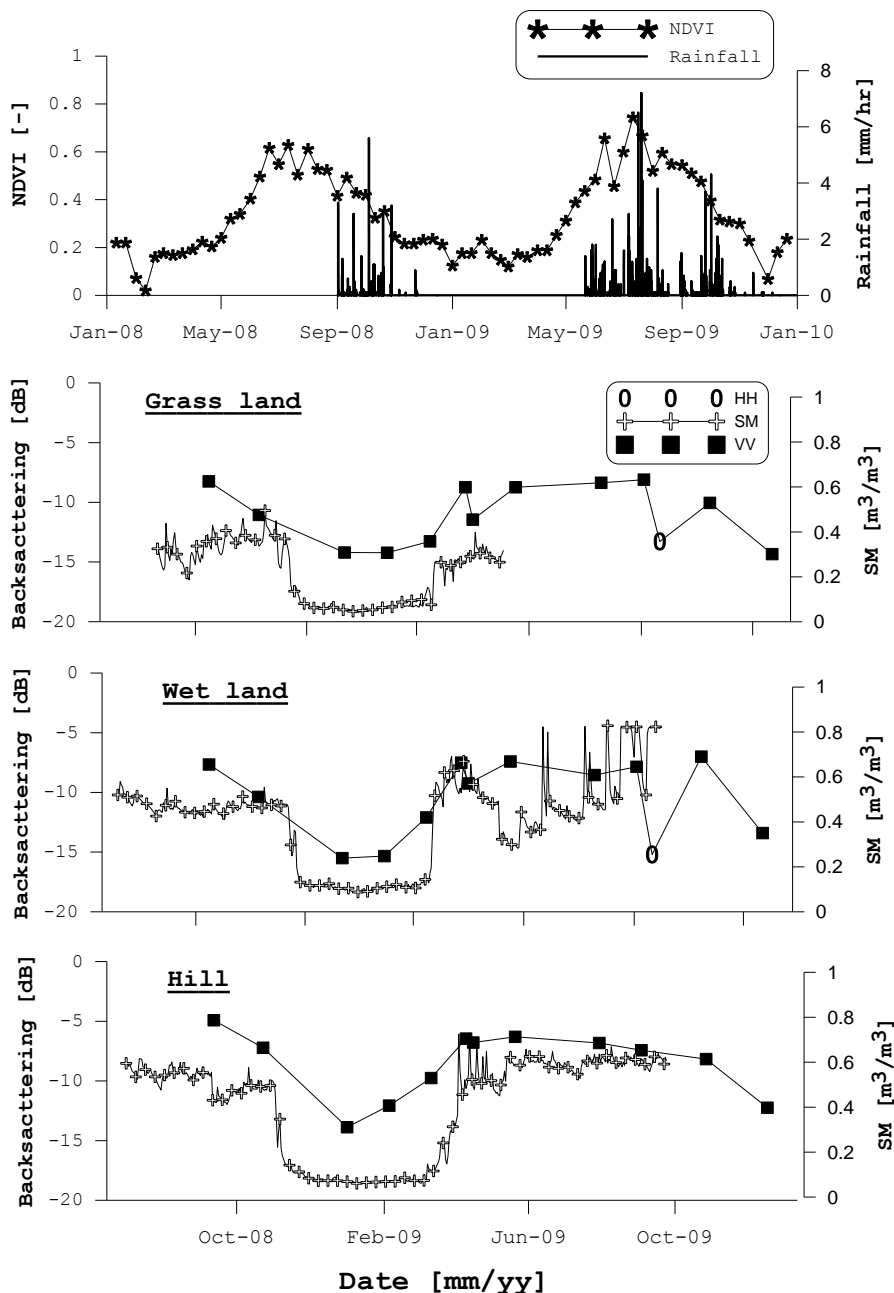 NDVI
Rainfall
1
0.8
0.6
0.4
0.2
0
NDVI [-]
8
6
4
2
0
Rainfall [mm/hr]
Jan-08 May-08 Sep-08 Jan-09 May-09 Sep-09 Jan-10
Grass land
HH
SM
VV
0
-5
-10
-15
-20
Backsacttering [dB]
1
0.8
0.6
0.4
0.2
0
SM [m³/m³]
Wet land
0
-5
-10
-15
-20
Backsacttering [dB]
1
0.8
0.6
0.4
0.2
0
SM [m³/m³]
Hill
0
-5
-10
-15
-20
Backsacttering [dB]
1
0.8
0.6
0.4
0.2
0
SM [m³/m³]
Oct-08 Feb-09 Jun-09 Oct-09
Date [mm/yy]